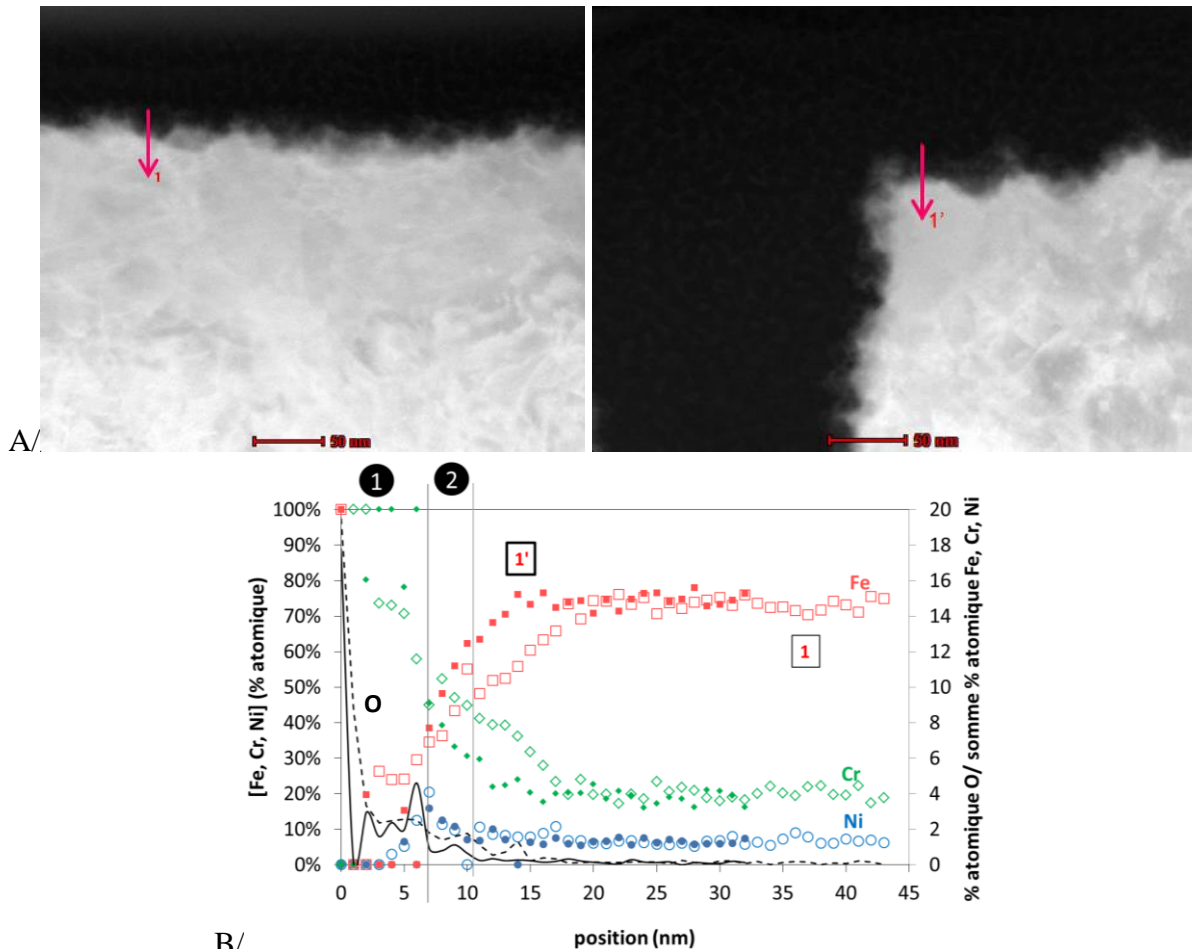 1
1'
50 nm
50 nm
A/
1 2
100%
90%
80%
70%
60%
50%
40%
30%
20%
10%
0%
[Fe, Cr, Ni] (% atomique)
O
1'
Fe
1
Cr
Ni
20
18
16
14
12
10
8
6
4
2
0
% atomique O/ somme % atomique Fe, Cr, Ni
0 5 10 15 20 25 30 35 40 45
position (nm)
B/